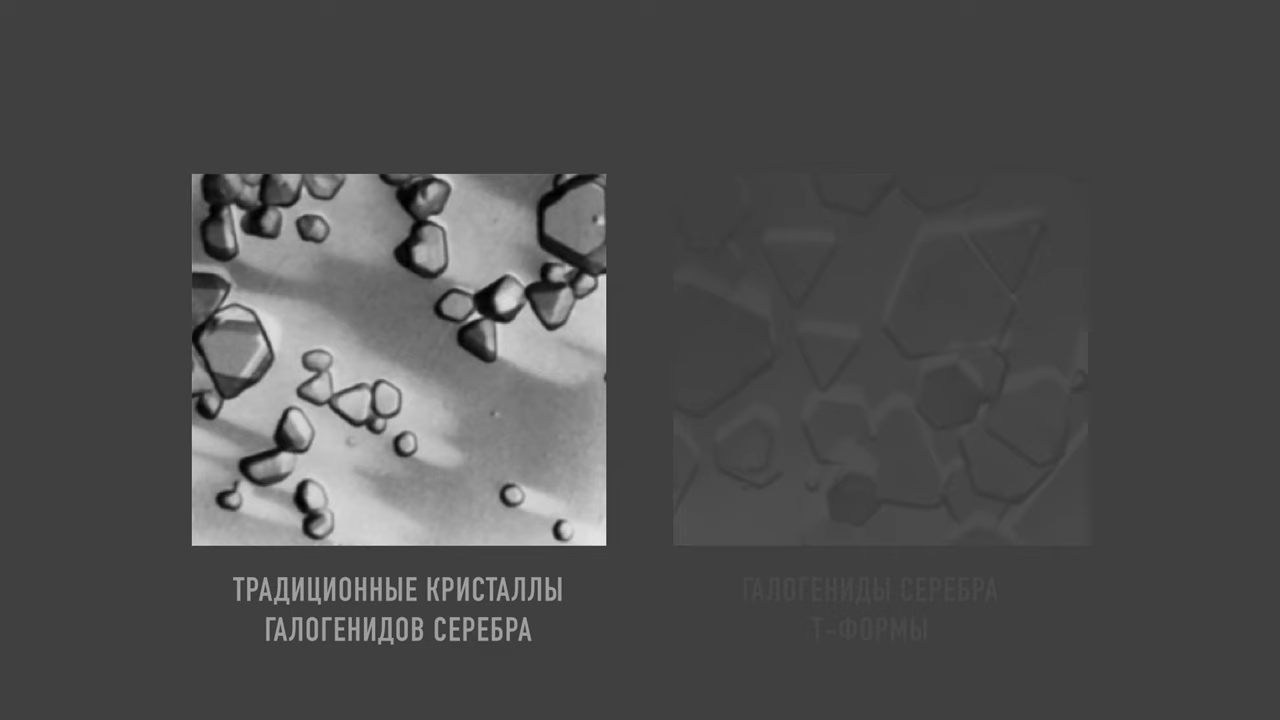 ТРАДИЦИОННЫЕ КРИСТАЛЛЫ
ГАЛОГЕНИДОВ СЕРЕБРА
ГАЛОГЕНИДЫ СЕРЕБРА
Т-ФОРМЫ